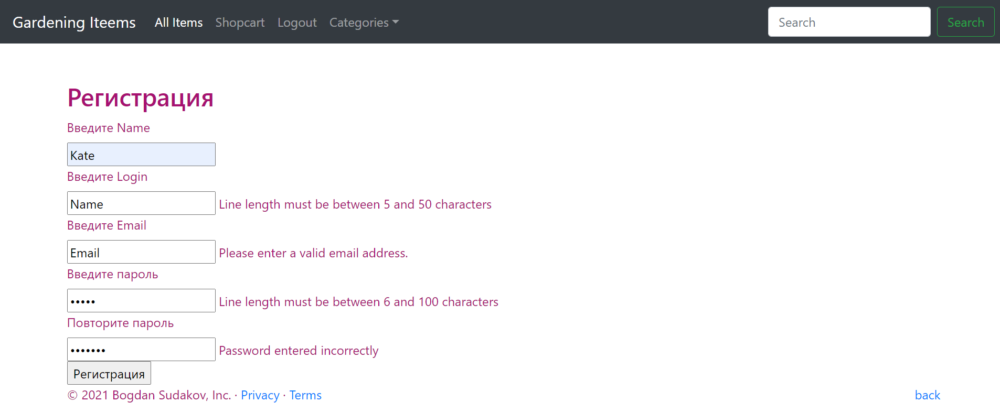 Gardening Iteems All Items Shopcart Logout Categories Search Search
Регистрация
Введите Name
Kate
Введите Login
Name Line length must be between 5 and 50 characters
Введите Email
Email Please enter a valid email address.
Введите пароль
••••• Line length must be between 6 and 100 characters
Повторите пароль
••••••• Password entered incorrectly
Регистрация
© 2021 Bogdan Sudakov, Inc. · Privacy · Terms back